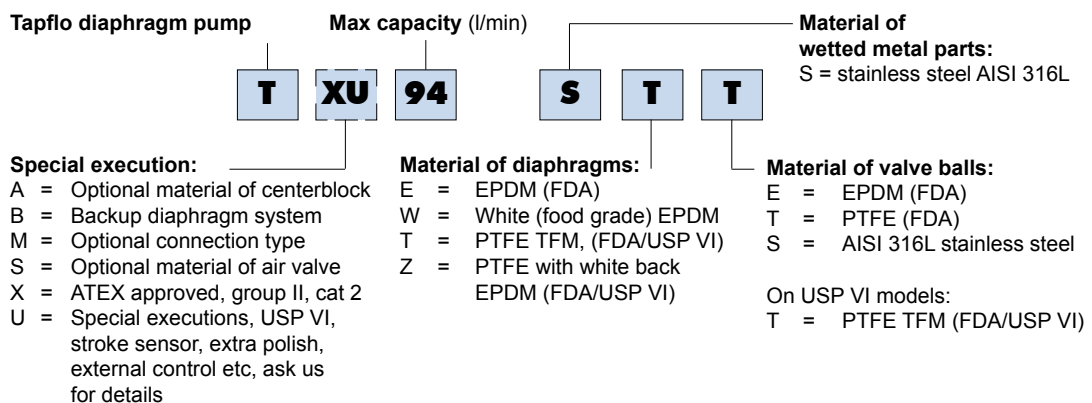 Tapflo diaphragm pump
Max capacity (l/min)
Material of
wetted metal parts:
S = stainless steel AISI 316L
T XU 94 S T T
Special execution:
A = Optional material of centerblock
B = Backup diaphragm system
M = Optional connection type
S = Optional material of air valve
X = ATEX approved, group II, cat 2
U = Special executions, USP VI,
stroke sensor, extra polish,
external control etc, ask us
for details
Material of diaphragms:
E = EPDM (FDA)
W = White (food grade) EPDM
T = PTFE TFM, (FDA/USP VI)
Z = PTFE with white back
EPDM (FDA/USP VI)
Material of valve balls:
E = EPDM (FDA)
T = PTFE (FDA)
S = AISI 316L stainless steel
On USP VI models:
T = PTFE TFM (FDA/USP VI)